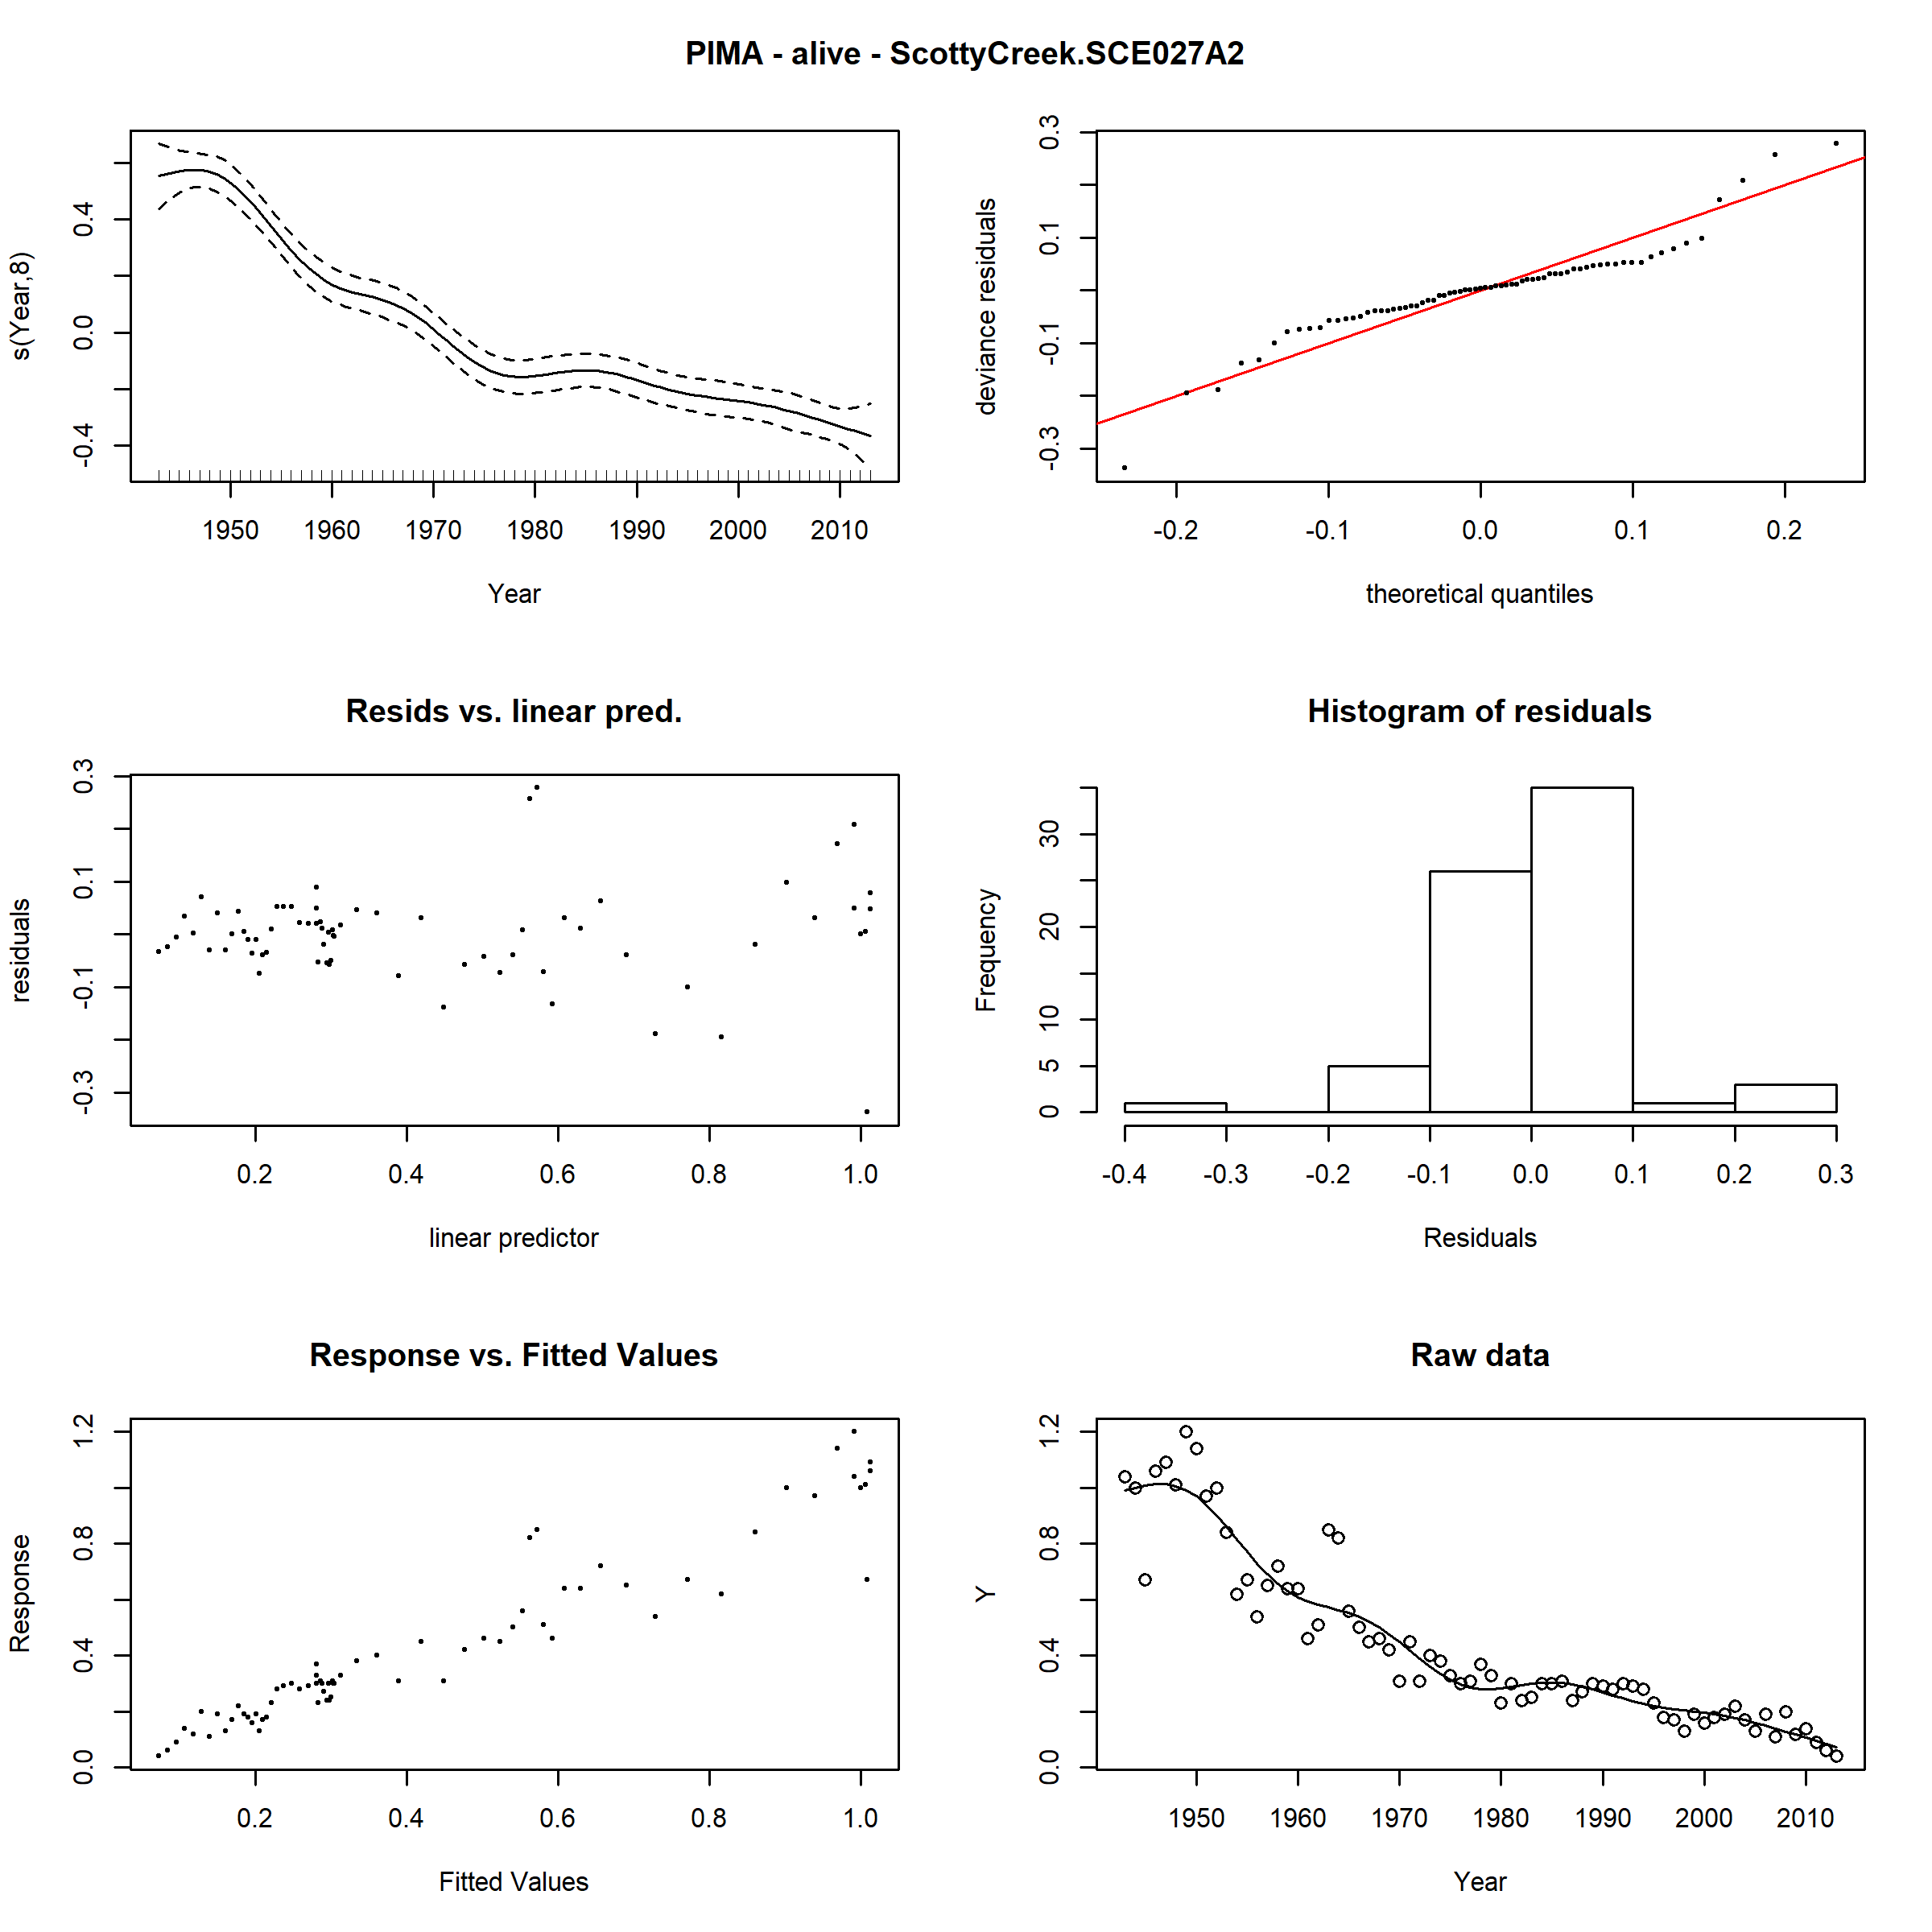 PIMA - alive - ScottyCreek.SCE027A2
s(Year,8)
-0.4 0.0 0.4
1950 1960 1970 1980 1990 2000 2010
Year
deviance residuals
-0.3 -0.1 0.1 0.3
-0.2 -0.1 0.0 0.1 0.2
theoretical quantiles
Resids vs. linear pred.
residuals
-0.3 -0.1 0.1 0.3
0.2 0.4 0.6 0.8 1.0
linear predictor
Histogram of residuals
Frequency
0 5 10 20 30
-0.4 -0.3 -0.2 -0.1 0.0 0.1 0.2 0.3
Residuals
Response vs. Fitted Values
Response
0.0 0.4 0.8 1.2
0.2 0.4 0.6 0.8 1.0
Fitted Values
Raw data
Y
0.0 0.4 0.8 1.2
1950 1960 1970 1980 1990 2000 2010
Year